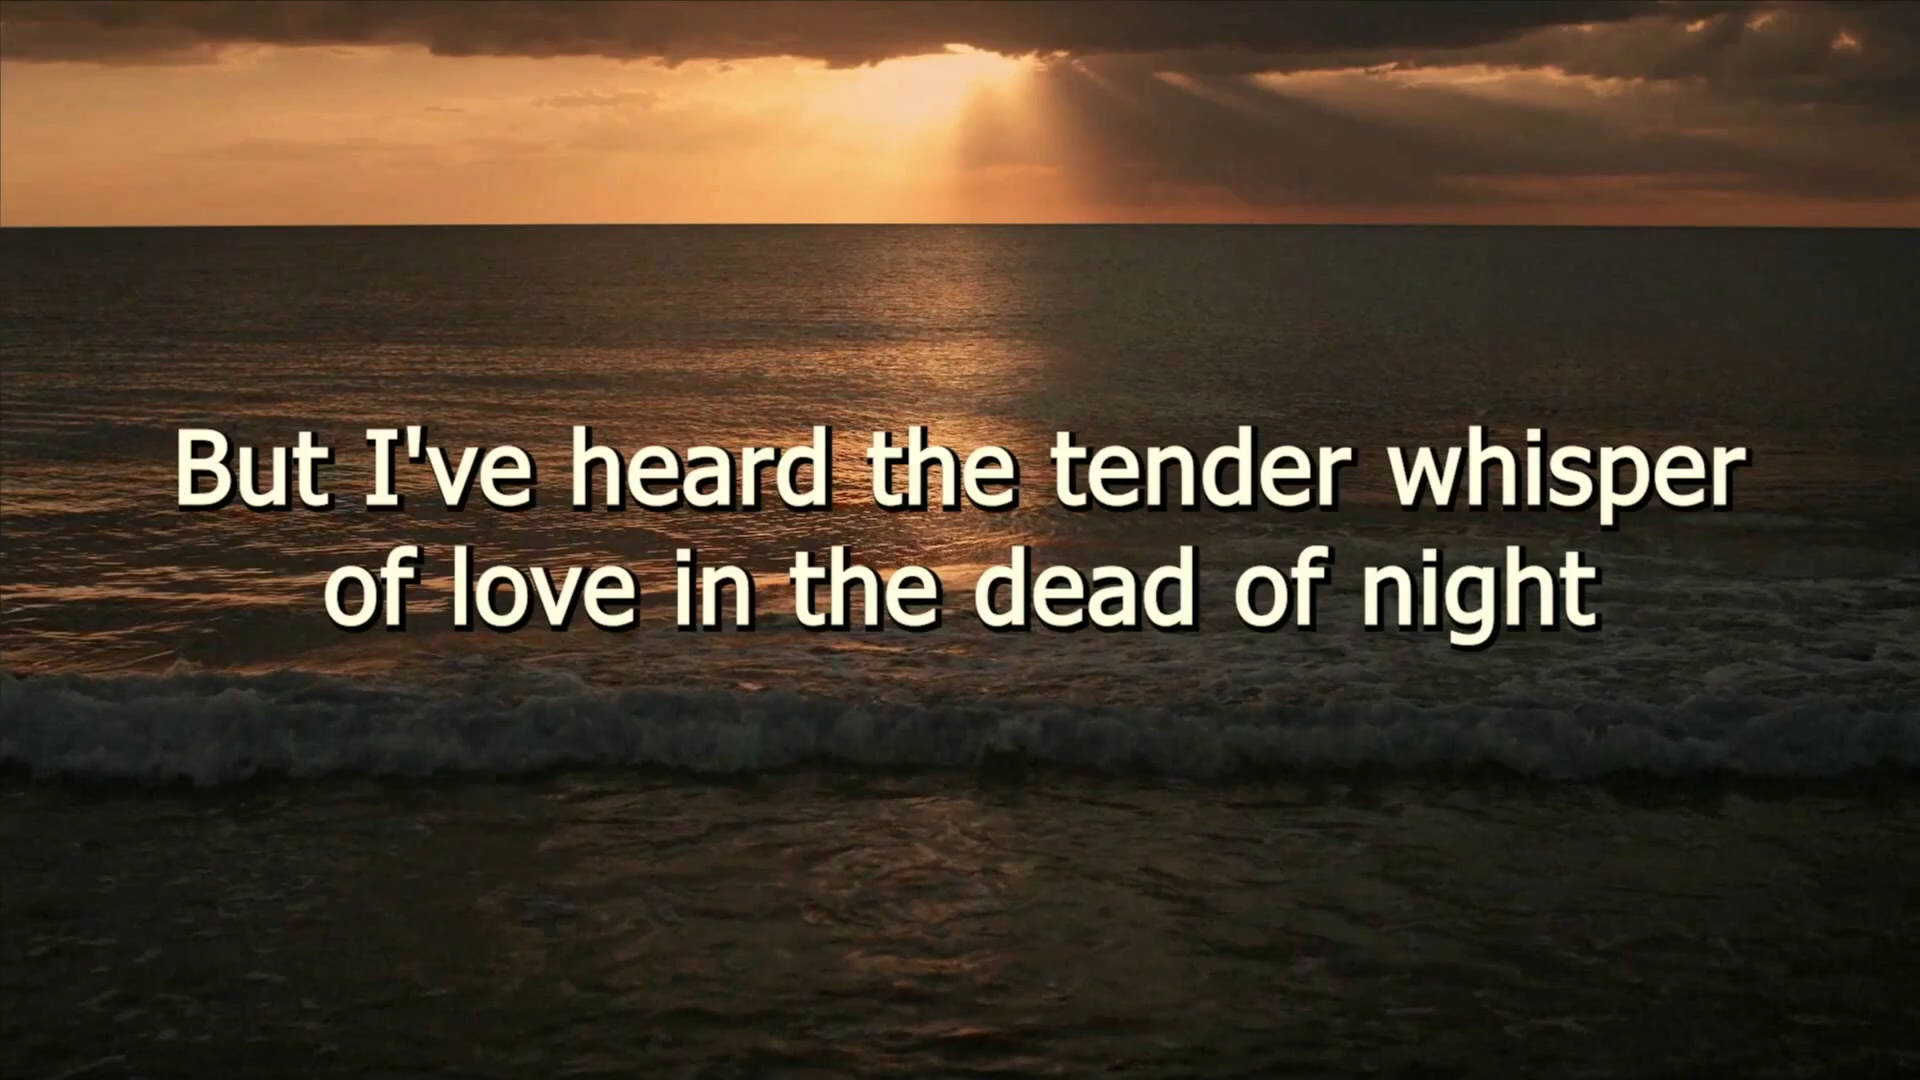 But I've heard the tender whisper
of love in the dead of night